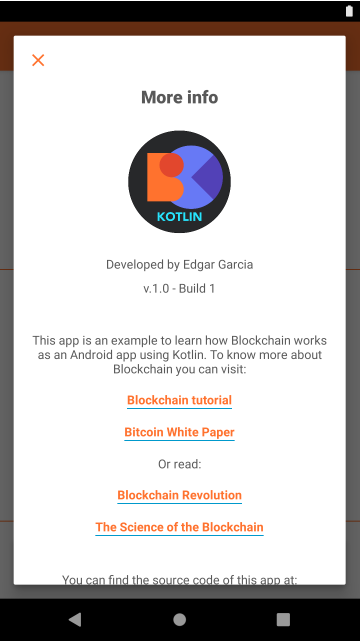 More info
KOTLIN
Developed by Edgar Garcia
v.1.0 - Build 1
This app is an example to learn how Blockchain works
as an Android app using Kotlin. To know more about
Blockchain you can visit:
Blockchain tutorial
Bitcoin White Paper
Or read:
Blockchain Revolution
The Science of the Blockchain
You can find the source code of this app at: